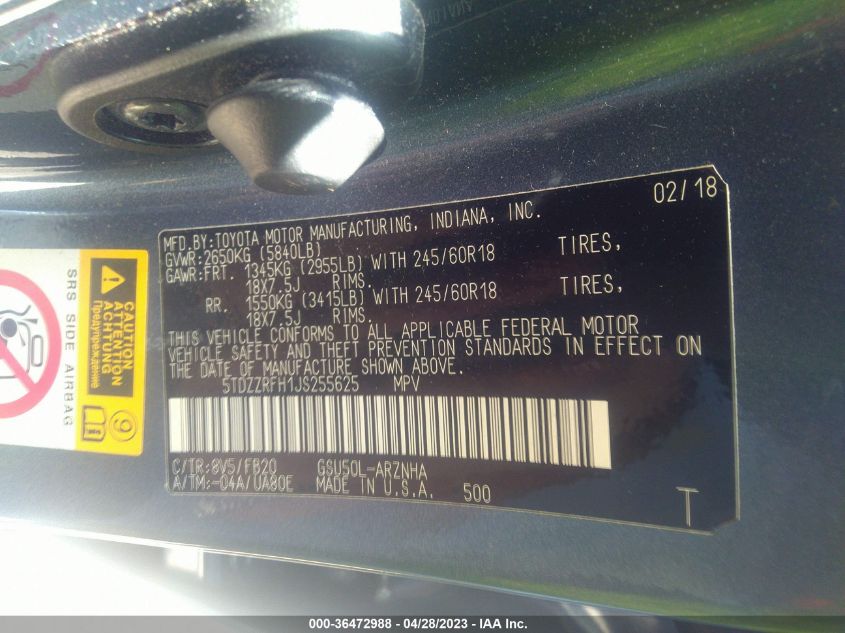 02/18
MFD.BY:TOYOTA MOTOR MANUFACTURING, INDIANA, INC.
GVWR:2650KG (5840LB)
GAWR:FRT. 1345KG (2955LB) WITH 245/60R18 TIRES,
18X7.5J RIMS.
RR. 1550KG (3415LB) WITH 245/60R18 TIRES,
18X7.5J RIMS.
THIS VEHICLE CONFORMS TO ALL APPLICABLE FEDERAL MOTOR
VEHICLE SAFETY AND THEFT PREVENTION STANDARDS IN EFFECT ON
THE DATE OF MANUFACTURE SHOWN ABOVE.
5TDZZRFH1JS255625 MPV
C/TR:8V5/FB20 GSU50L-ARZNHA
A/TM:-04A/UA80E MADE IN U.S.A. 500
T
SRS SIDE AIRBAG
CAUTION
ATTENTION
ACHTUNG
Предупреждение
9
000-36472988 - 04/28/2023 - IAA Inc.